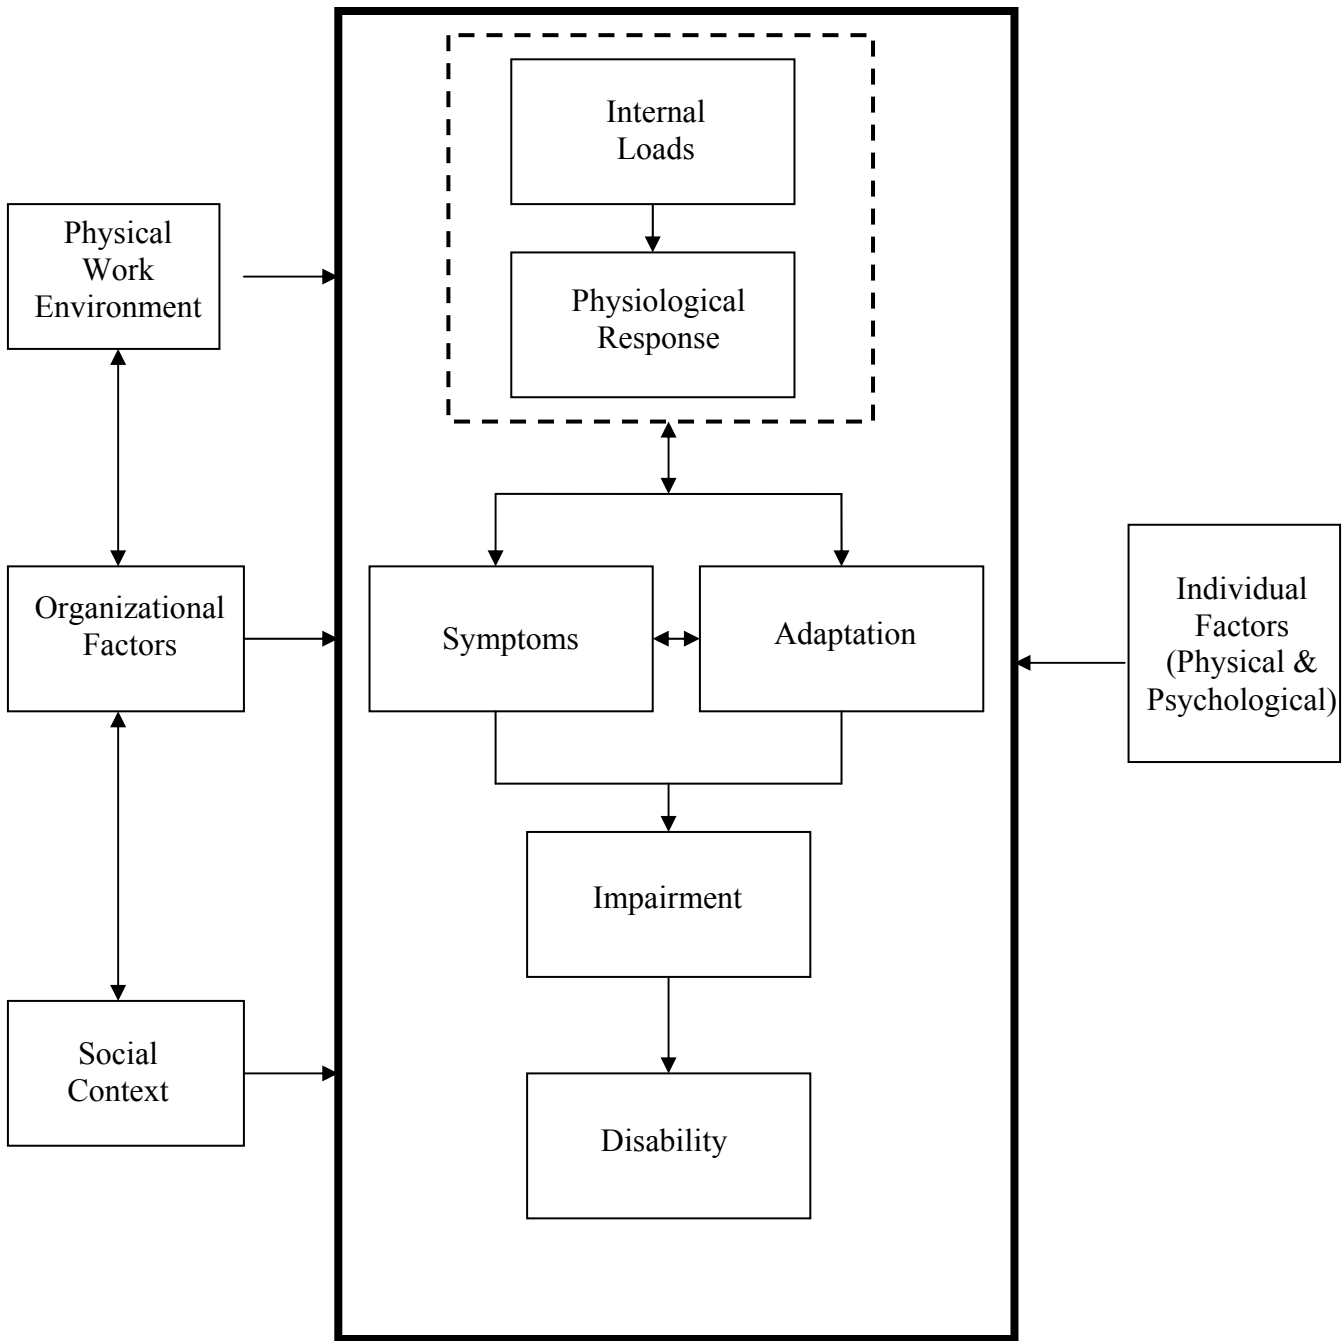 Internal
Loads
Physical
Work
Environment
Physiological
Response
Organizational
Factors
Symptoms
Adaptation
Individual
Factors
(Physical &
Psychological)
Impairment
Social
Context
Disability